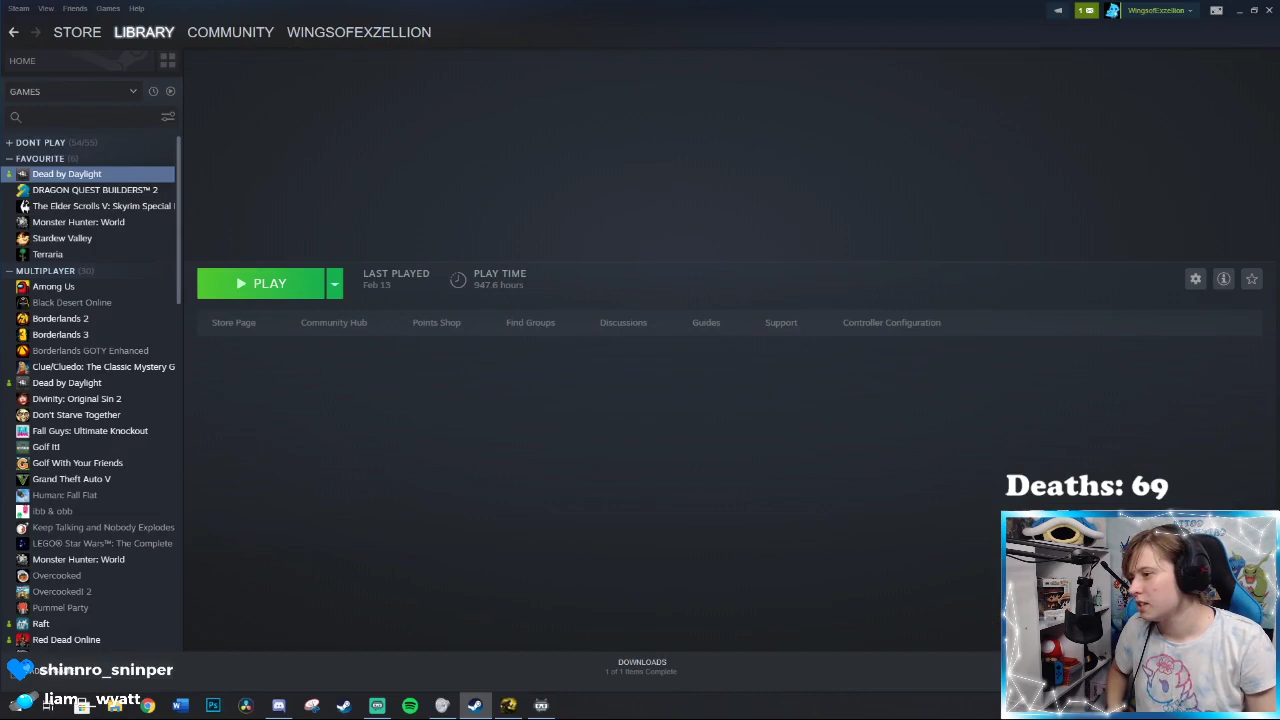 Steam View Friends Games Help
1 WingsofExzellion
STORE LIBRARY COMMUNITY WINGSOFEXZELLION
HOME
GAMES
DONT PLAY (54/55)
FAVOURITE (6)
Dead by Daylight
DRAGON QUEST BUILDERS™ 2
The Elder Scrolls V: Skyrim Special
Monster Hunter: World
Stardew Valley
Terraria
MULTIPLAYER (30)
Among Us
Black Desert Online
Borderlands 2
Borderlands 3
Borderlands GOTY Enhanced
Clue/Cluedo: The Classic Mystery G
Dead by Daylight
Divinity: Original Sin 2
Don't Starve Together
Fall Guys: Ultimate Knockout
Golf It!
Golf With Your Friends
Grand Theft Auto V
Human: Fall Flat
ibb & obb
Keep Talking and Nobody Explodes
LEGO® Star Wars™: The Complete
Monster Hunter: World
Overcooked
Overcooked! 2
Pummel Party
Raft
Red Dead Online
PLAY
LAST PLAYED
Feb 13
PLAY TIME
947.6 hours
Store Page Community Hub Points Shop Find Groups Discussions Guides Support Controller Configuration
Deaths: 69
DOWNLOADS
1 of 1 Items Complete
shinnro_sninper
liam__wyatt